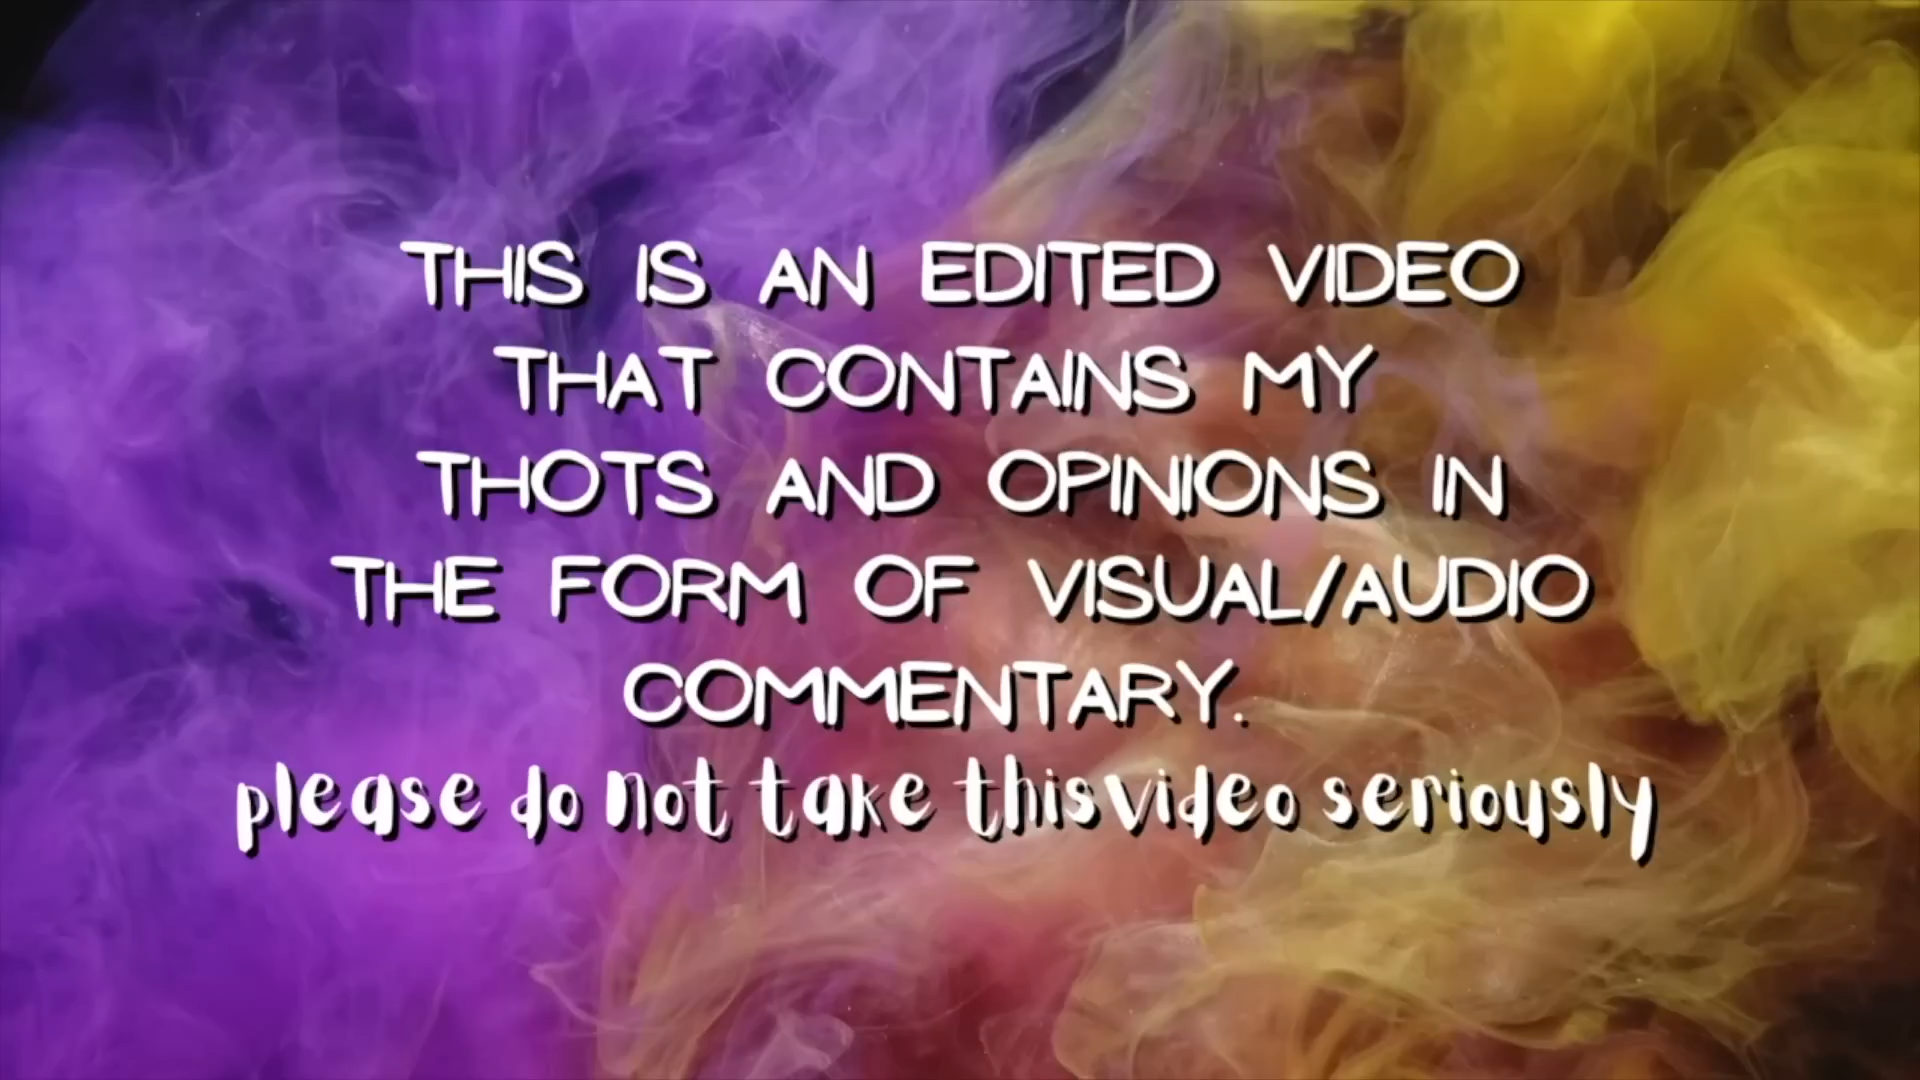 THIS IS AN EDITED VIDEO
THAT CONTAINS MY
THOTS AND OPINIONS IN
THE FORM OF VISUAL/AUDIO
COMMENTARY.
please do not take this video seriously